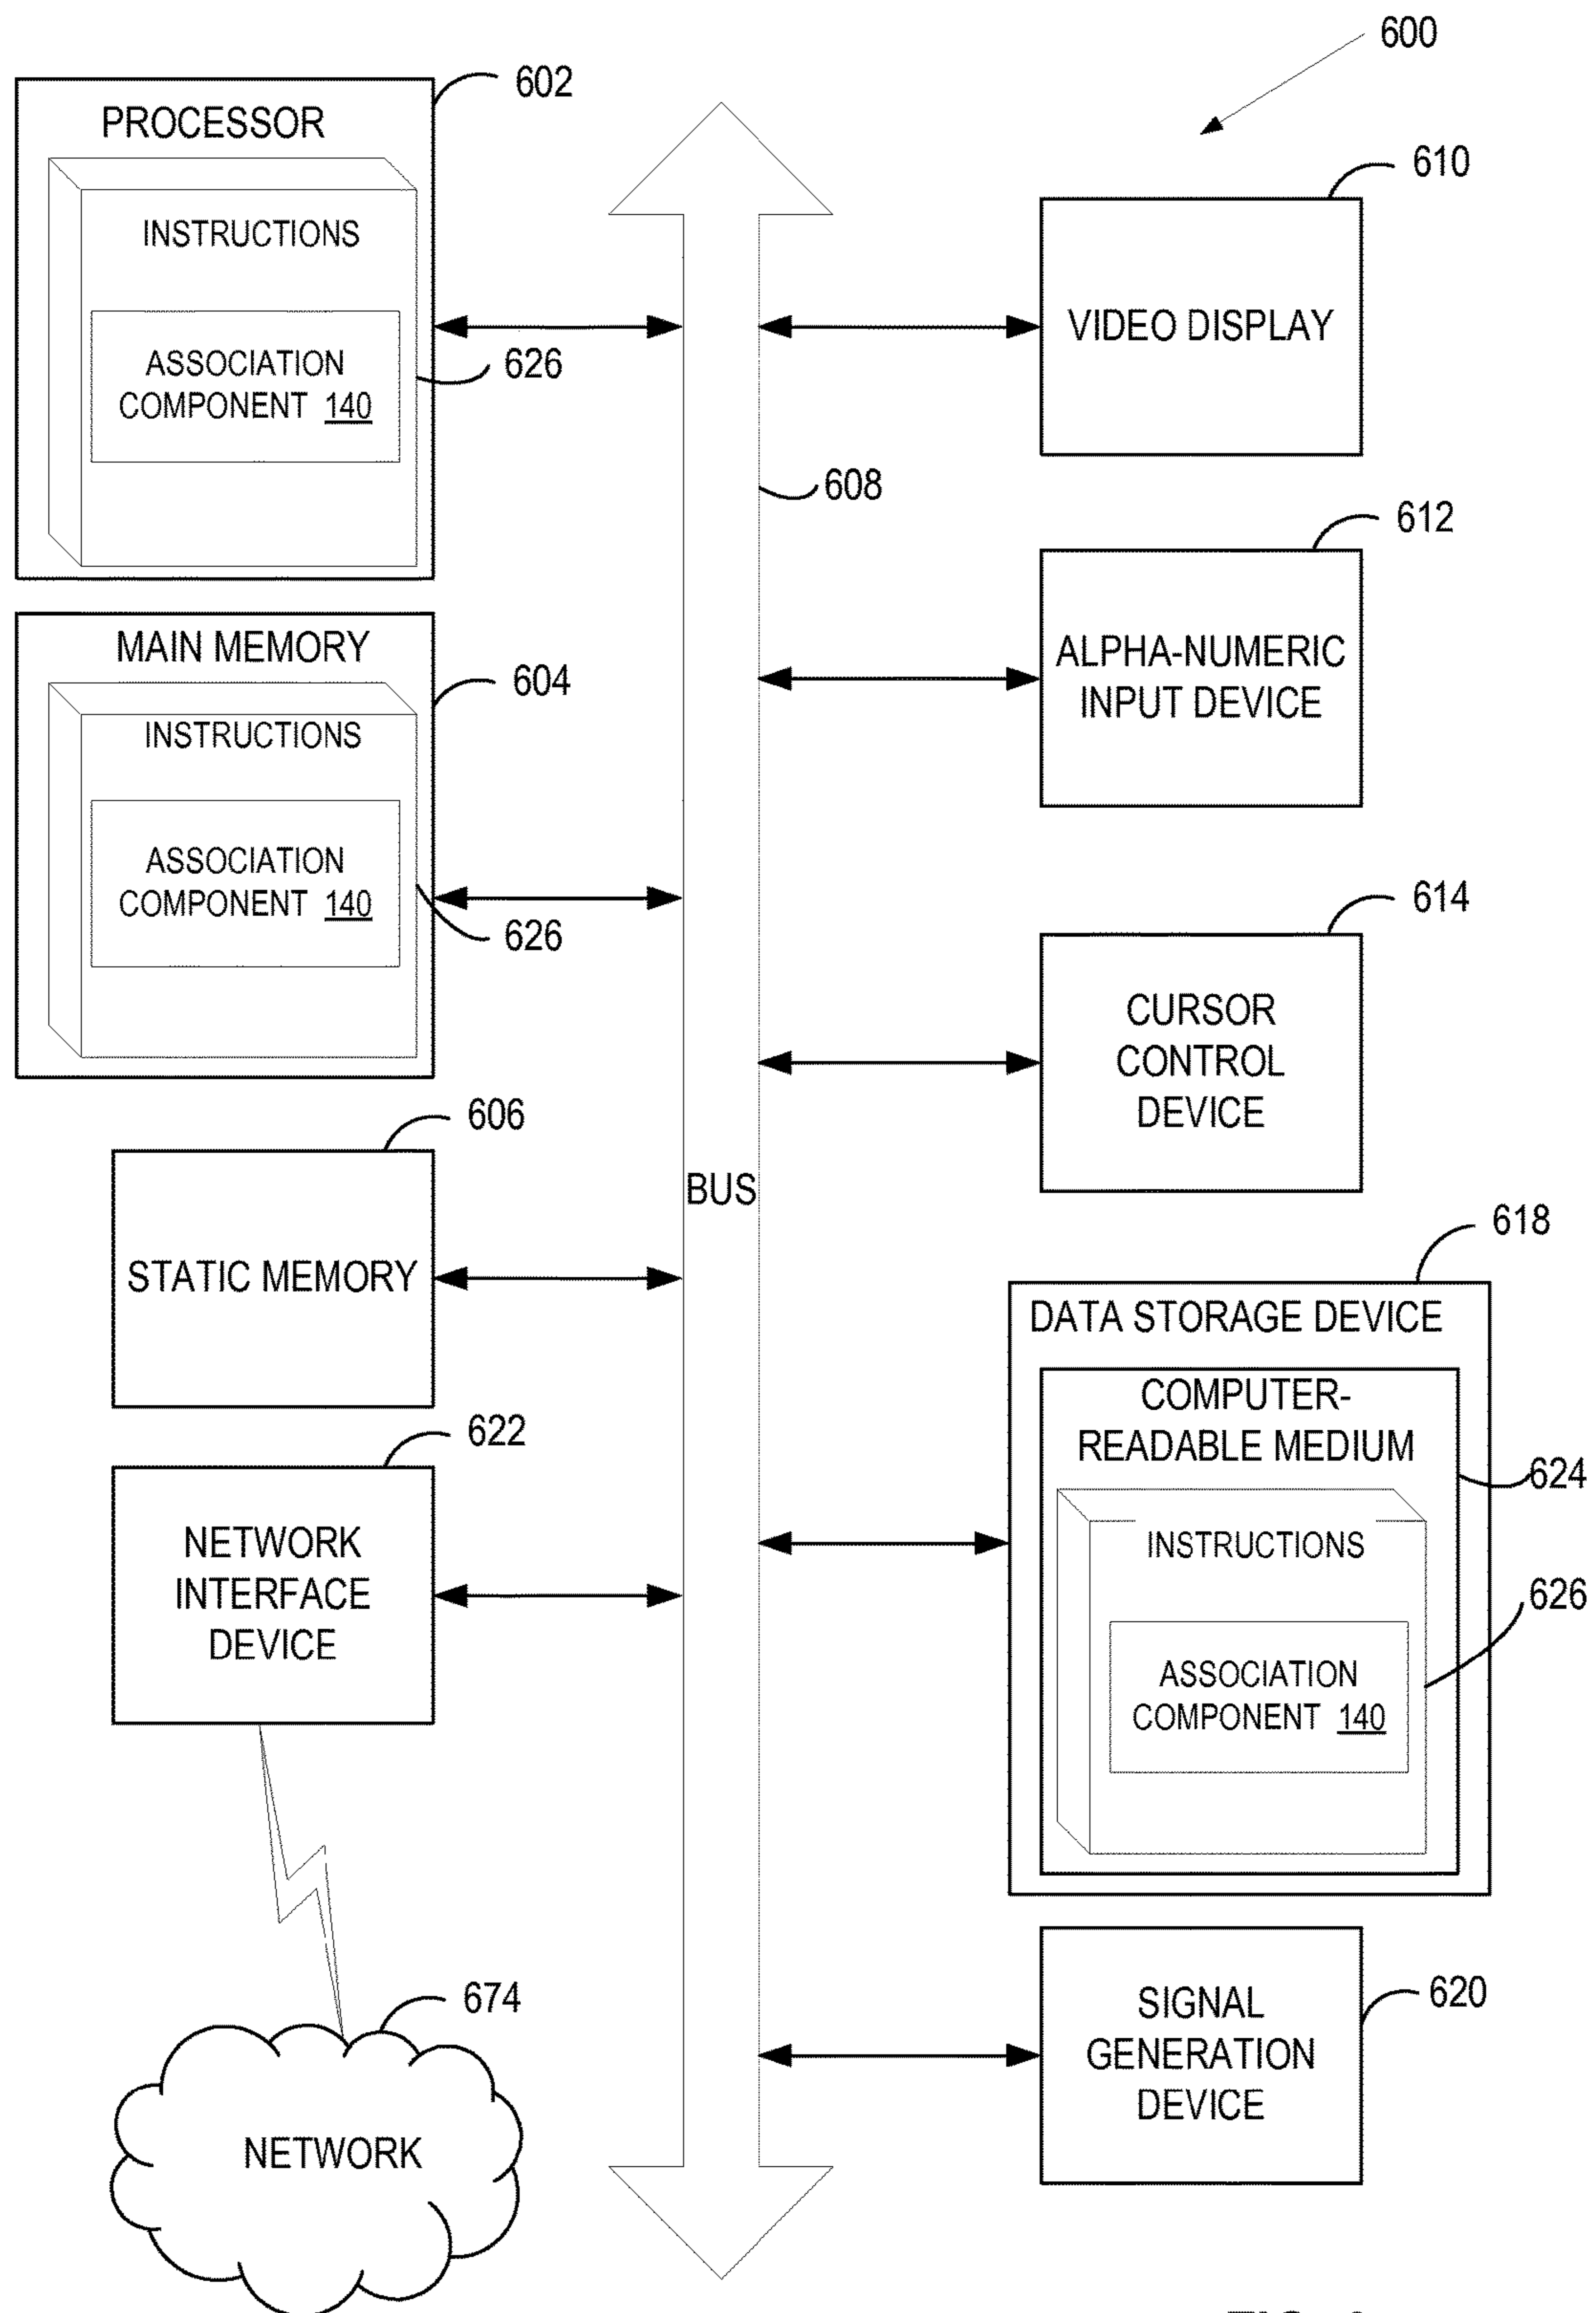 600
602
PROCESSOR
INSTRUCTIONS
ASSOCIATION
COMPONENT 140
626
MAIN MEMORY
604
INSTRUCTIONS
ASSOCIATION
COMPONENT 140
626
606
STATIC MEMORY
622
NETWORK
INTERFACE
DEVICE
674
NETWORK
608
BUS
610
VIDEO DISPLAY
612
ALPHA-NUMERIC
INPUT DEVICE
614
CURSOR
CONTROL
DEVICE
618
DATA STORAGE DEVICE
COMPUTER-
READABLE MEDIUM
624
INSTRUCTIONS
626
ASSOCIATION
COMPONENT 140
620
SIGNAL
GENERATION
DEVICE